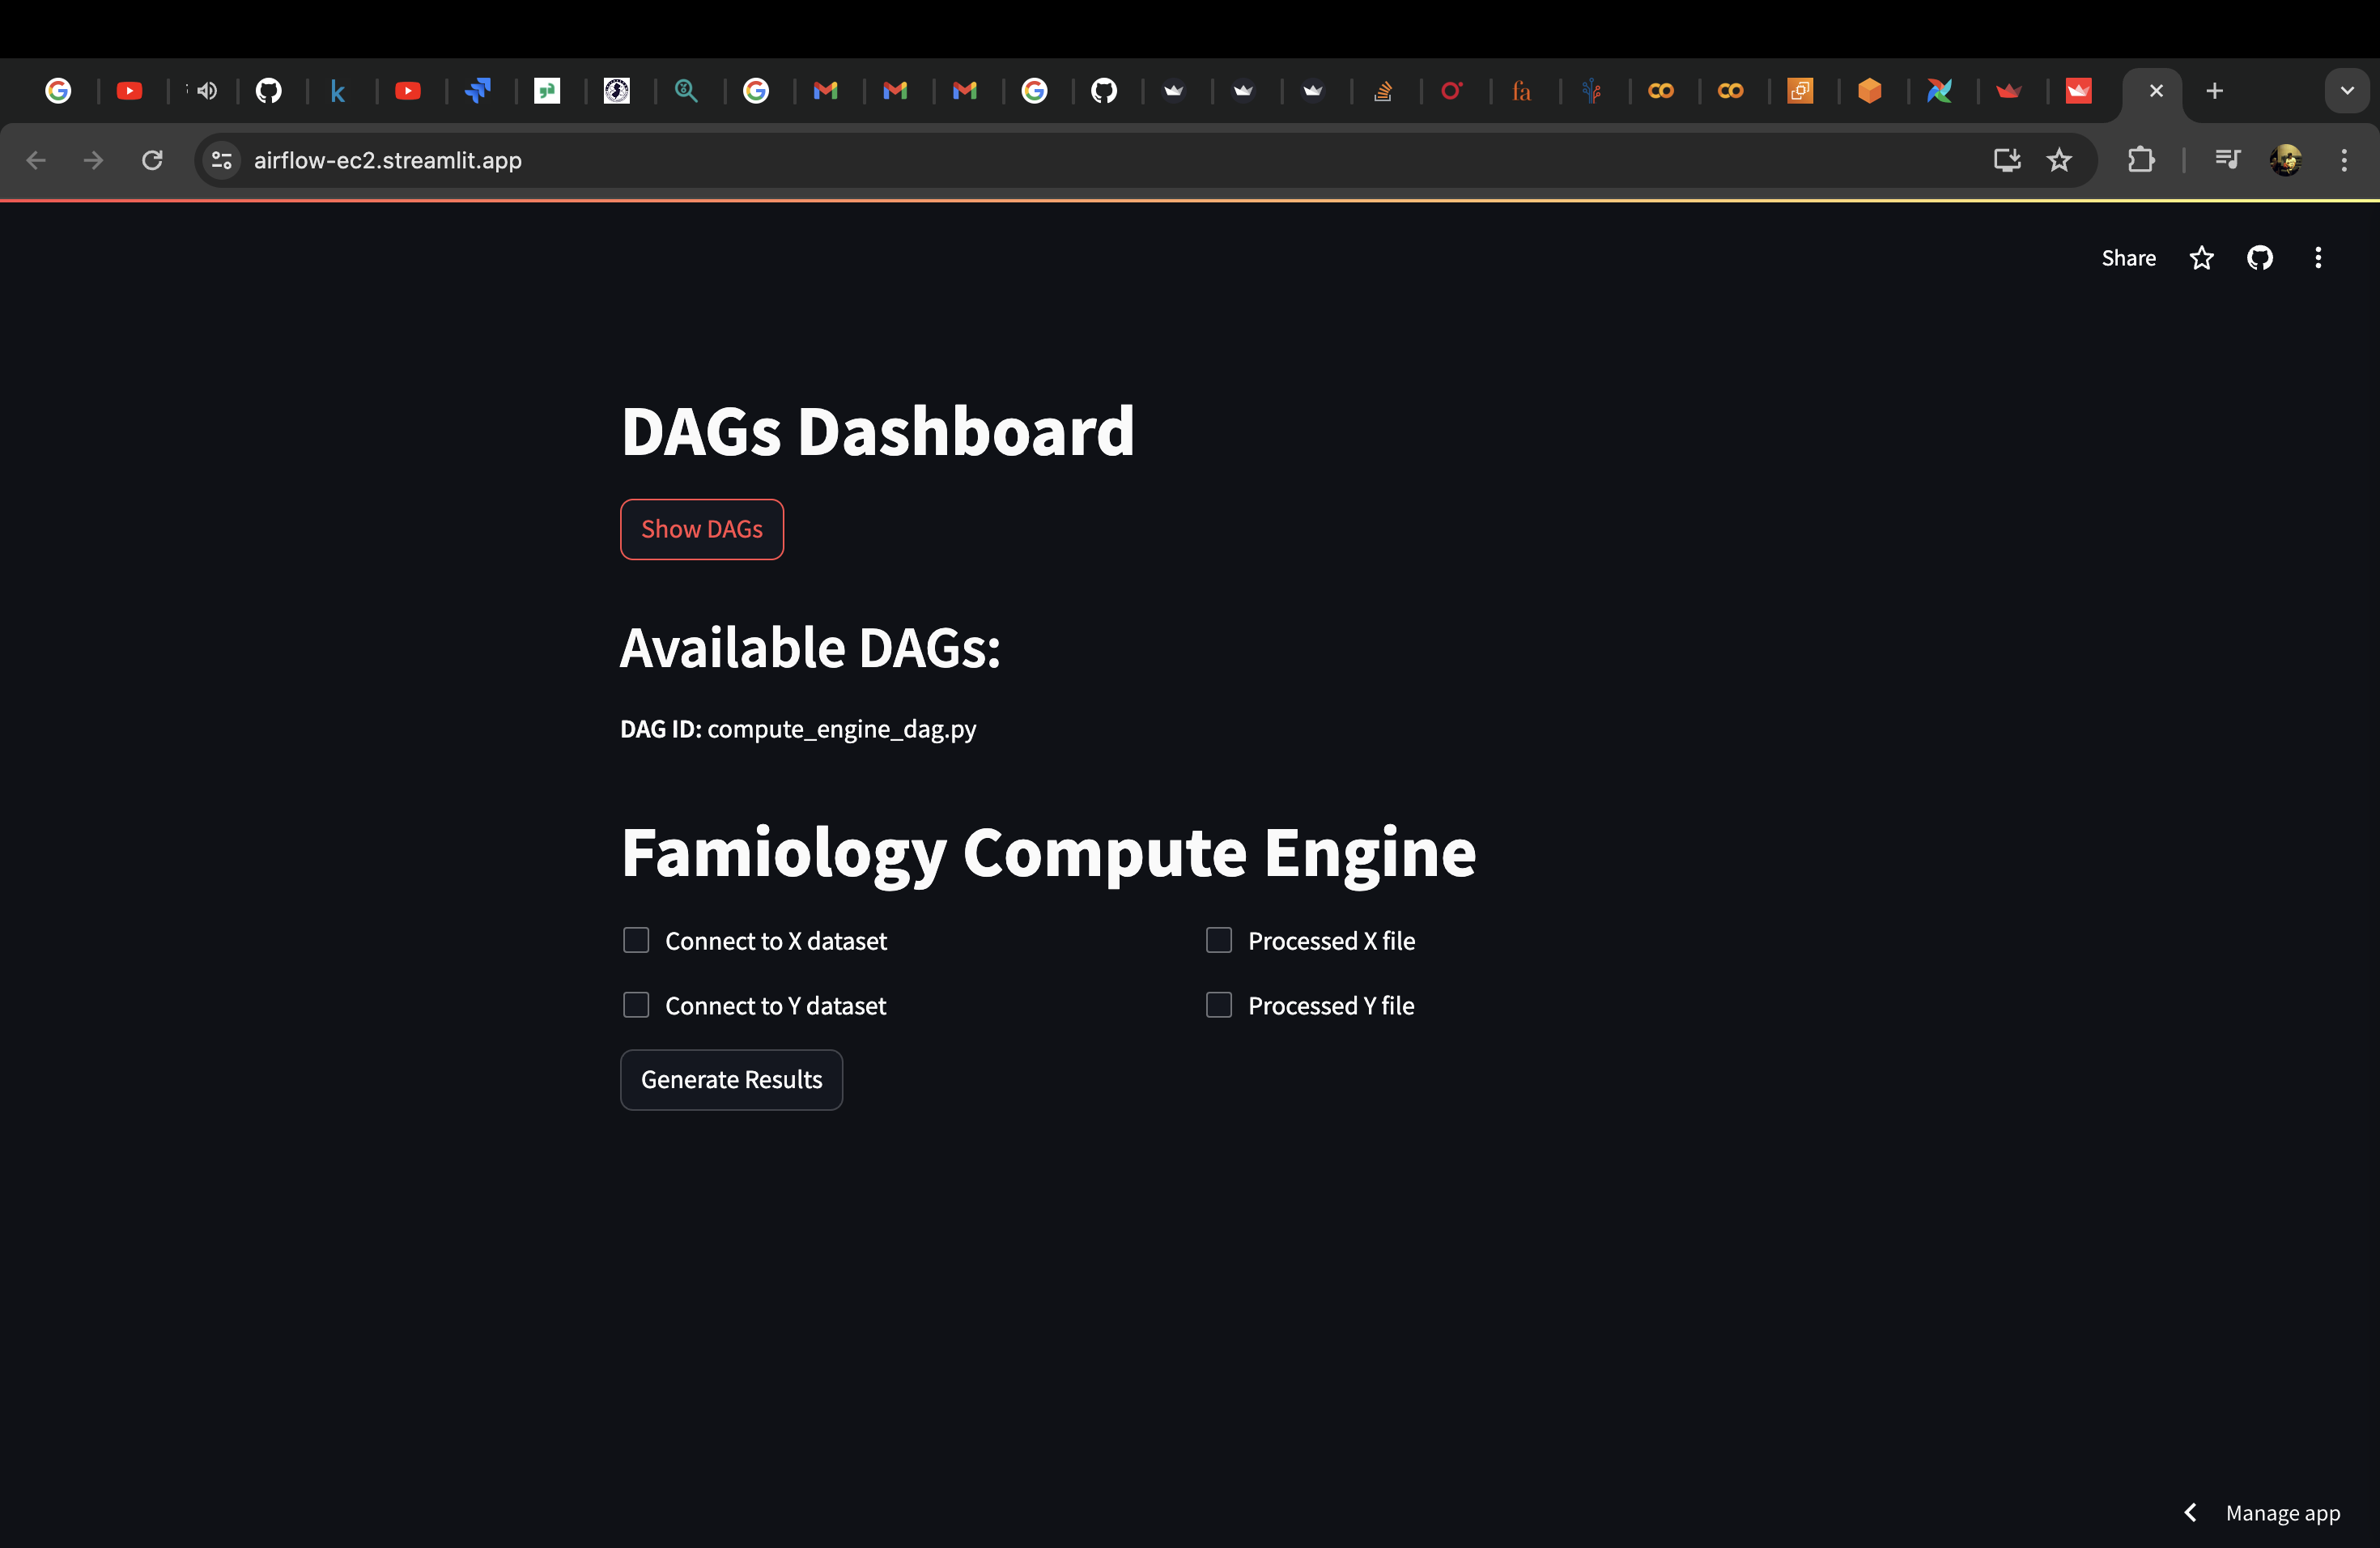 k
fa
airflow-ec2.streamlit.app
Share
DAGs Dashboard
Show DAGs
Available DAGs:
DAG ID: compute_engine_dag.py
Famiology Compute Engine
Connect to X dataset
Processed X file
Connect to Y dataset
Processed Y file
Generate Results
Manage app